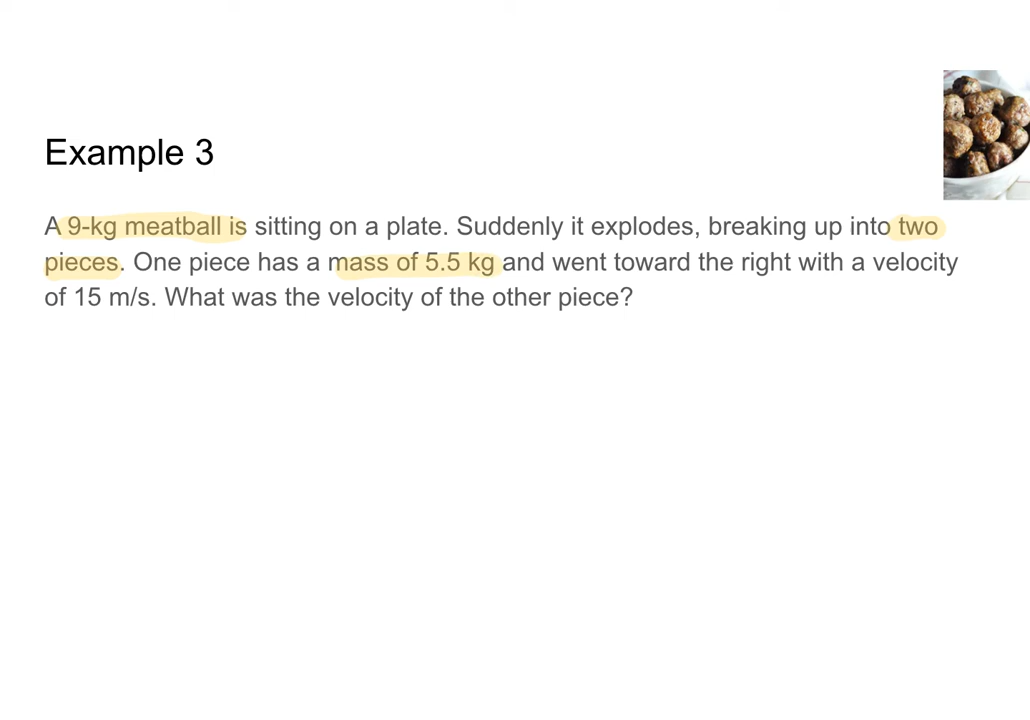 Example 3
A 9-kg meatball is sitting on a plate. Suddenly it explodes, breaking up into two
pieces. One piece has a mass of 5.5 kg and went toward the right with a velocity
of 15 m/s. What was the velocity of the other piece?